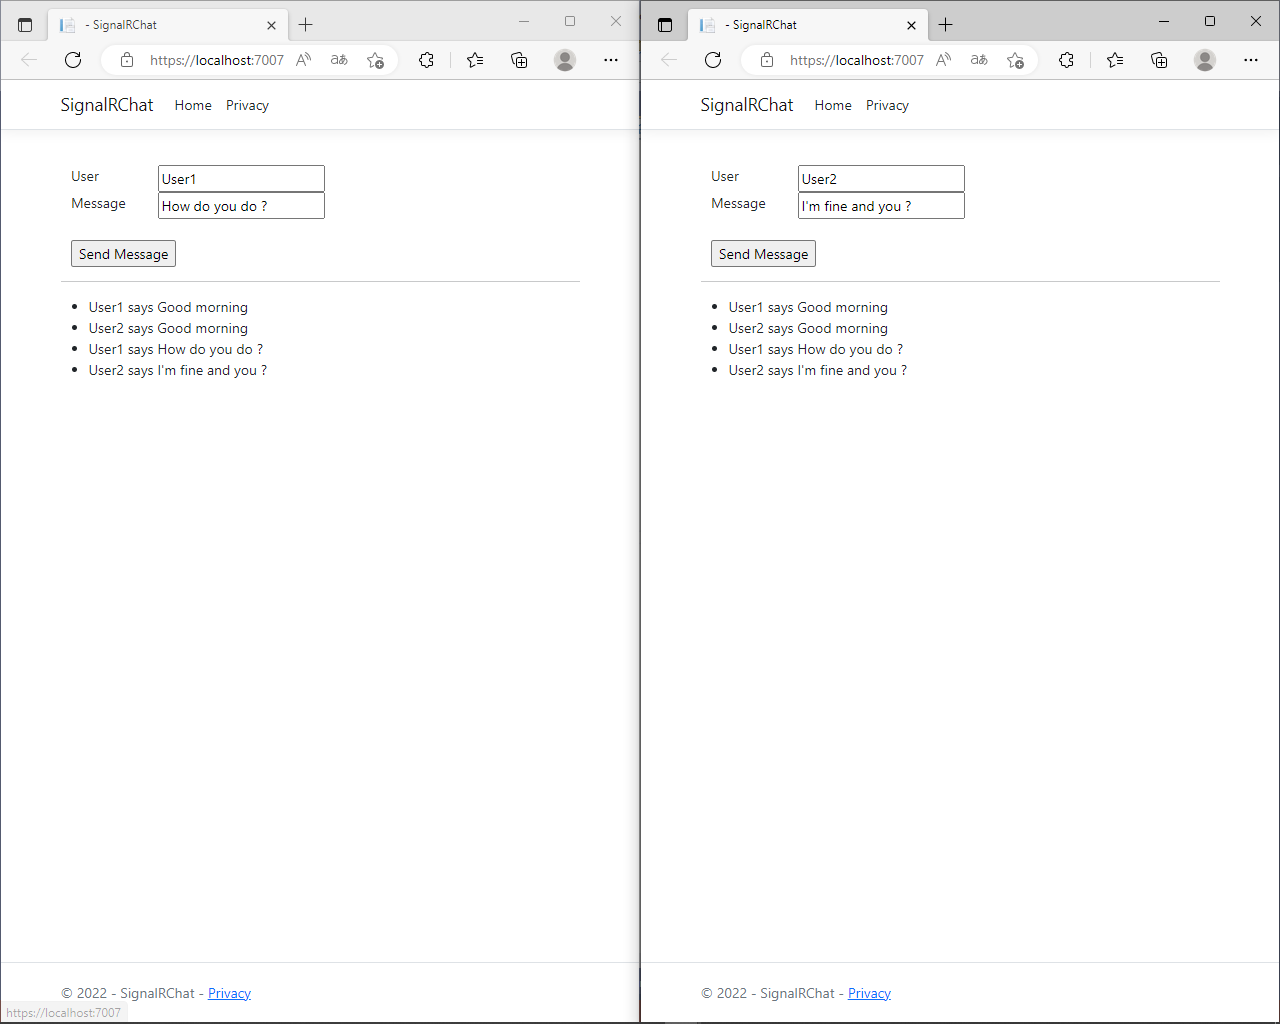 - SignalRChat
https://localhost:7007
SignalRChat Home Privacy
User User1
Message How do you do ?
Send Message
User1 says Good morning
User2 says Good morning
User1 says How do you do ?
User2 says I'm fine and you ?
© 2022 - SignalRChat - Privacy
https://localhost:7007
- SignalRChat
https://localhost:7007
SignalRChat Home Privacy
User User2
Message I'm fine and you ?
Send Message
User1 says Good morning
User2 says Good morning
User1 says How do you do ?
User2 says I'm fine and you ?
© 2022 - SignalRChat - Privacy